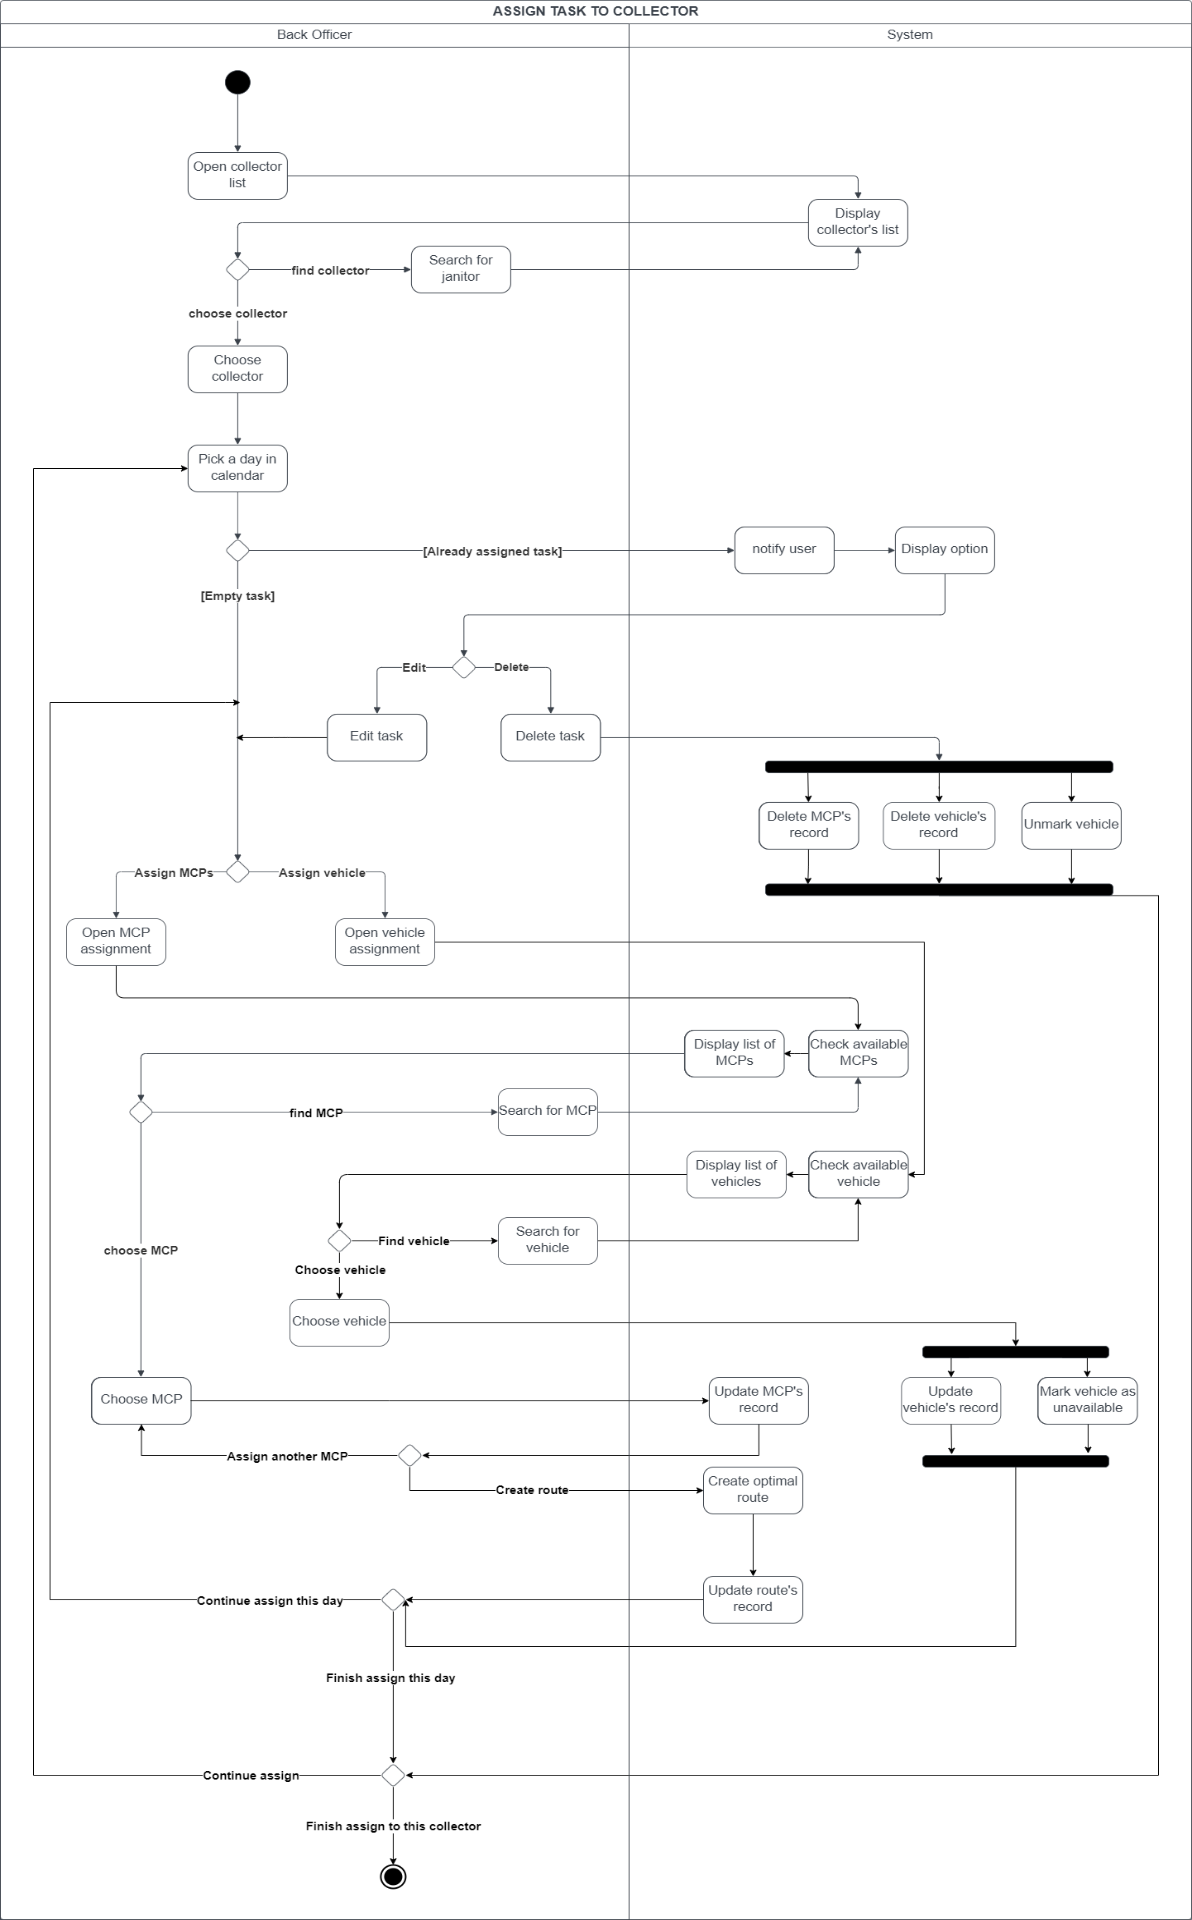 ASSIGN TASK TO COLLECTOR
Back Officer
System
Open collector
list
Display
collector's list
find collector
Search for
janitor
choose collector
Choose
collector
Pick a day in
calendar
[Already assigned task]
notify user
Display option
[Empty task]
Edit
Delete
Edit task
Delete task
Delete MCP's
record
Delete vehicle's
record
Unmark vehicle
Assign MCPs
Assign vehicle
Open MCP
assignment
Open vehicle
assignment
Display list of
MCPs
Check available
MCPs
find MCP
Search for MCP
Display list of
vehicles
Check available
vehicle
Find vehicle
Search for
vehicle
choose MCP
Choose vehicle
Choose vehicle
Choose MCP
Update MCP's
record
Update
vehicle's record
Mark vehicle as
unavailable
Assign another MCP
Create route
Create optimal
route
Continue assign this day
Update route's
record
Finish assign this day
Continue assign
Finish assign to this collector